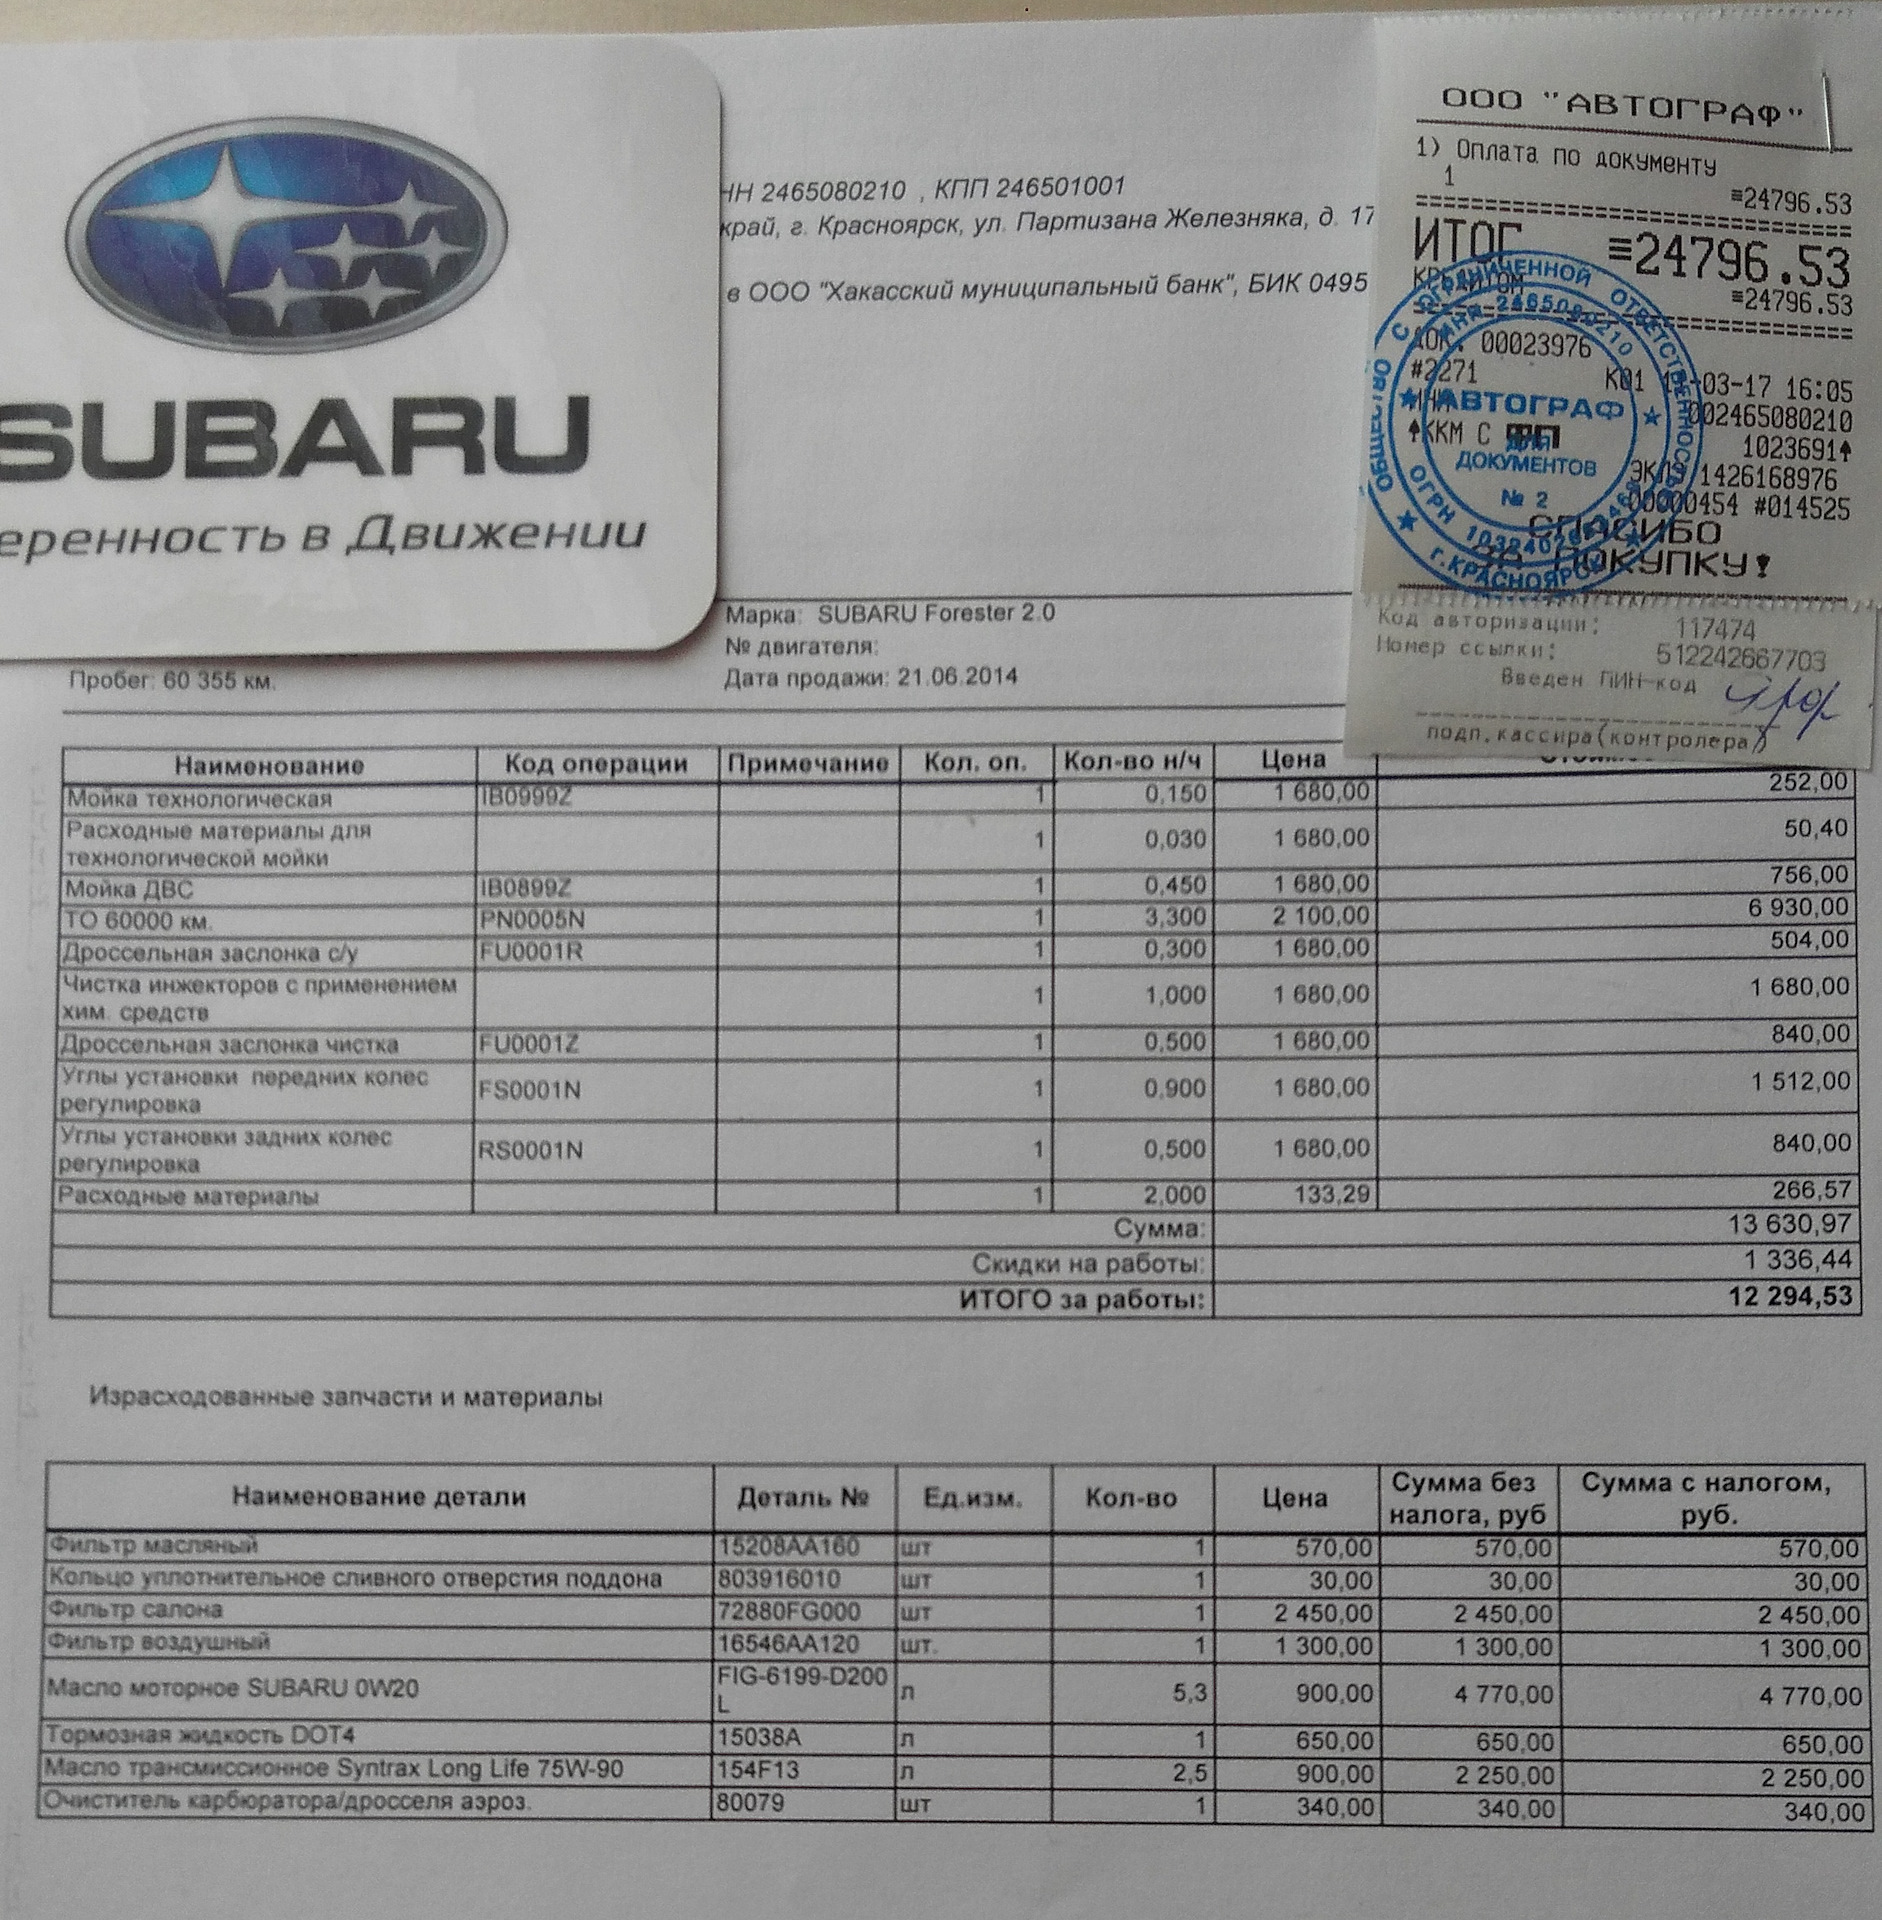 SUBARU
еренность в Движении
НН 2465080210 , КПП 246501001
край, г. Красноярск, ул. Партизана Железняка, д. 17
в ООО "Хакасский муниципальный банк", БИК 0495
ООО "АВТОГРАФ"
1) Оплата по документу
1 ≡24796.53
ИТОГ ≡24796.53
КРЕДИТОМ ≡24796.53
ДОК. 00023976
#2271 К01 -03-17 16:05
ИНН 002465080210
ККМ С ФП 1023691
ЭКЛЗ 1426168976
00000454 #014525
СПАСИБО
ЗА ПОКУПКУ!
ОБЩЕСТВО С ОГРАНИЧЕННОЙ ОТВЕТСТВЕННОСТЬЮ
ИНН 2465080210
АВТОГРАФ
ДЛЯ
ДОКУМЕНТОВ
№ 2
ОГРН
г.КРАСНОЯРСК
Код авторизации: 117474
Номер ссылки: 512242667703
Введен ПИН-код
подп.кассира(контролера)
Марка: SUBARU Forester 2.0
№ двигателя:
Пробег: 60 355 км. Дата продажи: 21.06.2014
Наименование Код операции Примечание Кол. оп. Кол-во н/ч Цена
Мойка технологическая IB0999Z 1 0,150 1 680,00 252,00
Расходные материалы для
технологической мойки 1 0,030 1 680,00 50,40
Мойка ДВС IB0899Z 1 0,450 1 680,00 756,00
ТО 60000 км. PN0005N 1 3,300 2 100,00 6 930,00
Дроссельная заслонка с/у FU0001R 1 0,300 1 680,00 504,00
Чистка инжекторов с применением
хим. средств 1 1,000 1 680,00 1 680,00
Дроссельная заслонка чистка FU0001Z 1 0,500 1 680,00 840,00
Углы установки передних колес
регулировка FS0001N 1 0,900 1 680,00 1 512,00
Углы установки задних колес
регулировка RS0001N 1 0,500 1 680,00 840,00
Расходные материалы 1 2,000 133,29 266,57
Сумма: 13 630,97
Скидки на работы: 1 336,44
ИТОГО за работы: 12 294,53
Израсходованные запчасти и материалы
Наименование детали Деталь № Ед.изм. Кол-во Цена Сумма без налога, руб Сумма с налогом, руб.
Фильтр масляный 15208AA160 шт 1 570,00 570,00 570,00
Кольцо уплотнительное сливного отверстия поддона 803916010 шт 1 30,00 30,00 30,00
Фильтр салона 72880FG000 шт 1 2 450,00 2 450,00 2 450,00
Фильтр воздушный 16546AA120 шт. 1 1 300,00 1 300,00 1 300,00
Масло моторное SUBARU 0W20 FIG-6199-D200L л 5,3 900,00 4 770,00 4 770,00
Тормозная жидкость DOT4 15038A л 1 650,00 650,00 650,00
Масло трансмиссионное Syntrax Long Life 75W-90 154F13 л 2,5 900,00 2 250,00 2 250,00
Очиститель карбюратора/дросселя аэроз. 80079 шт 1 340,00 340,00 340,00